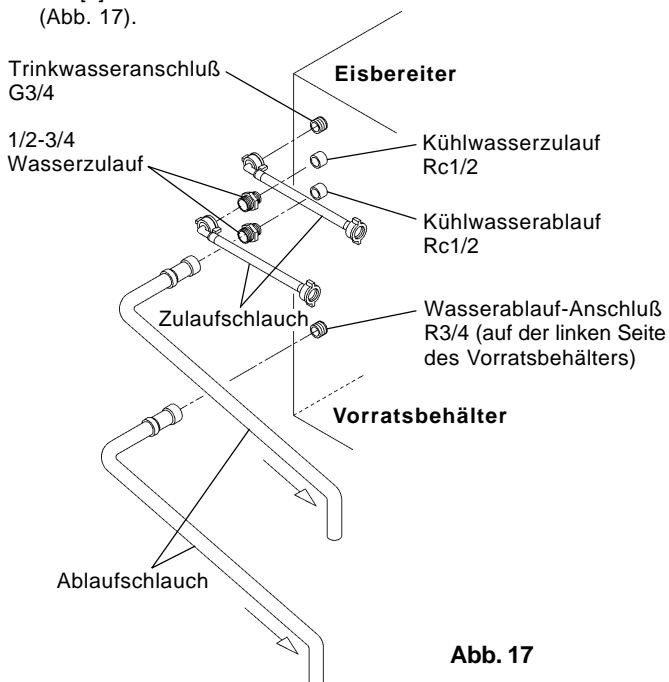 (Abb. 17).
Trinkwasseranschluß
G3/4
Eisbereiter
1/2-3/4
Wasserzulauf
Kühlwasserzulauf
Rc1/2
Kühlwasserablauf
Rc1/2
Zulaufschlauch
Wasserablauf-Anschluß
R3/4 (auf der linken Seite
des Vorratsbehälters)
Vorratsbehälter
Ablaufschlauch
Abb. 17